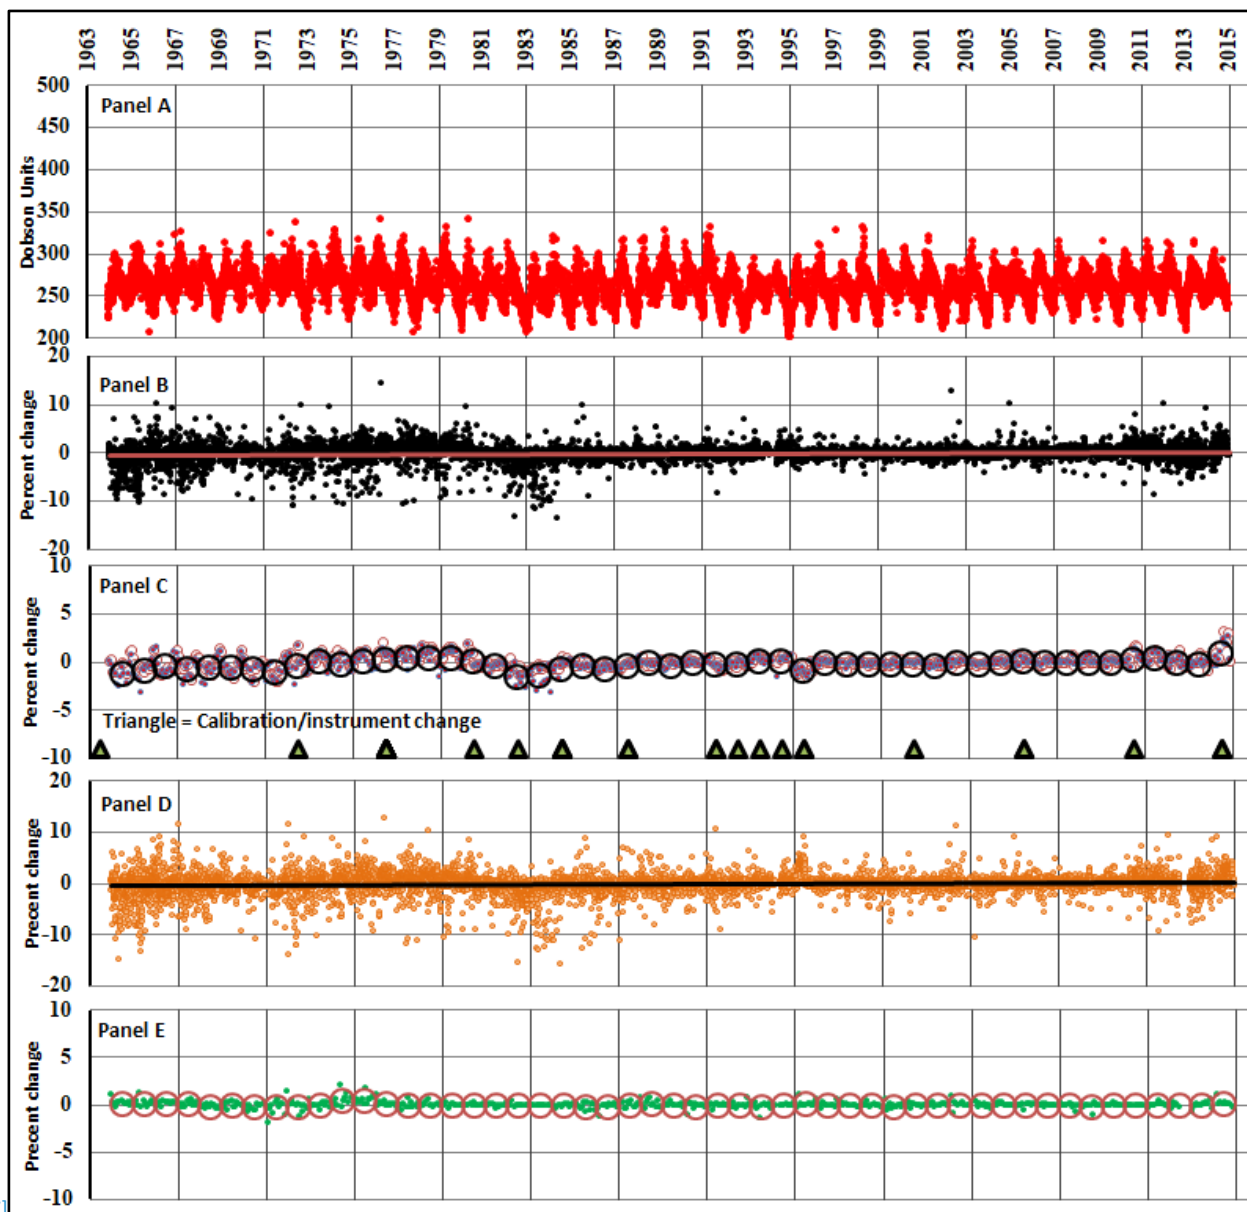 1963 1965 1967 1969 1971 1973 1975 1977 1979 1981 1983 1985 1987 1989 1991 1993 1995 1997 1999 2001 2003 2005 2007 2009 2011 2013 2015
Panel A
Dobson Units
500
450
400
350
300
250
200
Panel B
Percent change
20
10
0
-10
-20
Panel C
Percent change
10
5
0
-5
-10
Triangle = Calibration/instrument change
Panel D
Precent change
20
10
0
-10
-20
Panel E
Precent change
10
5
0
-5
-10